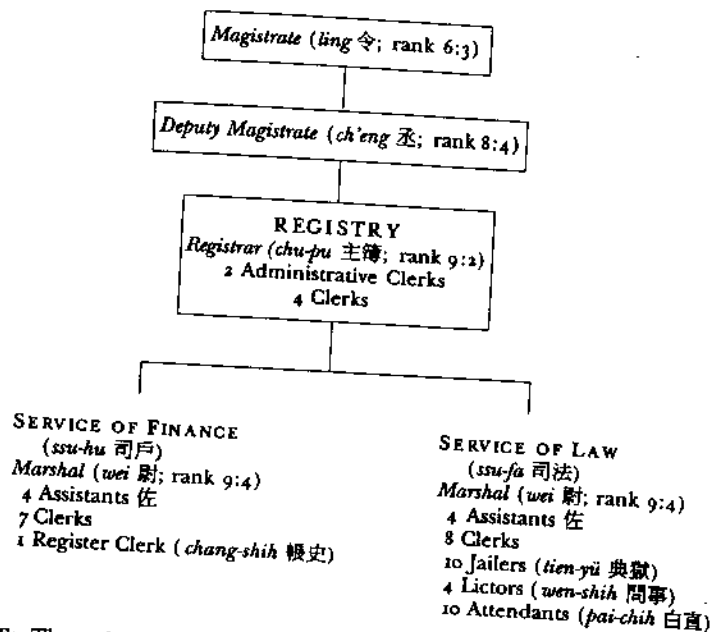 Magistrate (ling 令; rank 6:3)
Deputy Magistrate (ch'eng 丞; rank 8:4)
REGISTRY
Registrar (chu-pu 主簿; rank 9:2)
2 Administrative Clerks
4 Clerks
SERVICE OF FINANCE
(ssu-hu 司戶)
Marshal (wei 尉; rank 9:4)
4 Assistants 佐
7 Clerks
1 Register Clerk (chang-shih 帳史)
SERVICE OF LAW
(ssu-fa 司法)
Marshal (wei 尉; rank 9:4)
4 Assistants 佐
8 Clerks
10 Jailers (tien-yü 典獄)
4 Lictors (wen-shih 問事)
10 Attendants (pai-chih 白直)